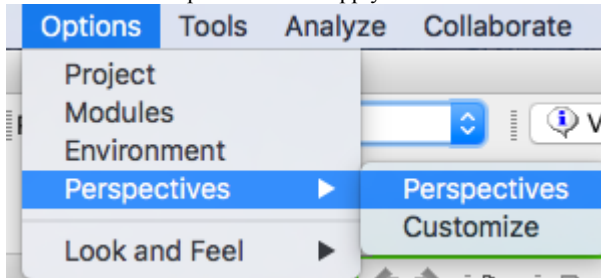 Options Tools Analyze Collaborate
Project
Modules
Environment
Perspectives Perspectives
Customize
Look and Feel